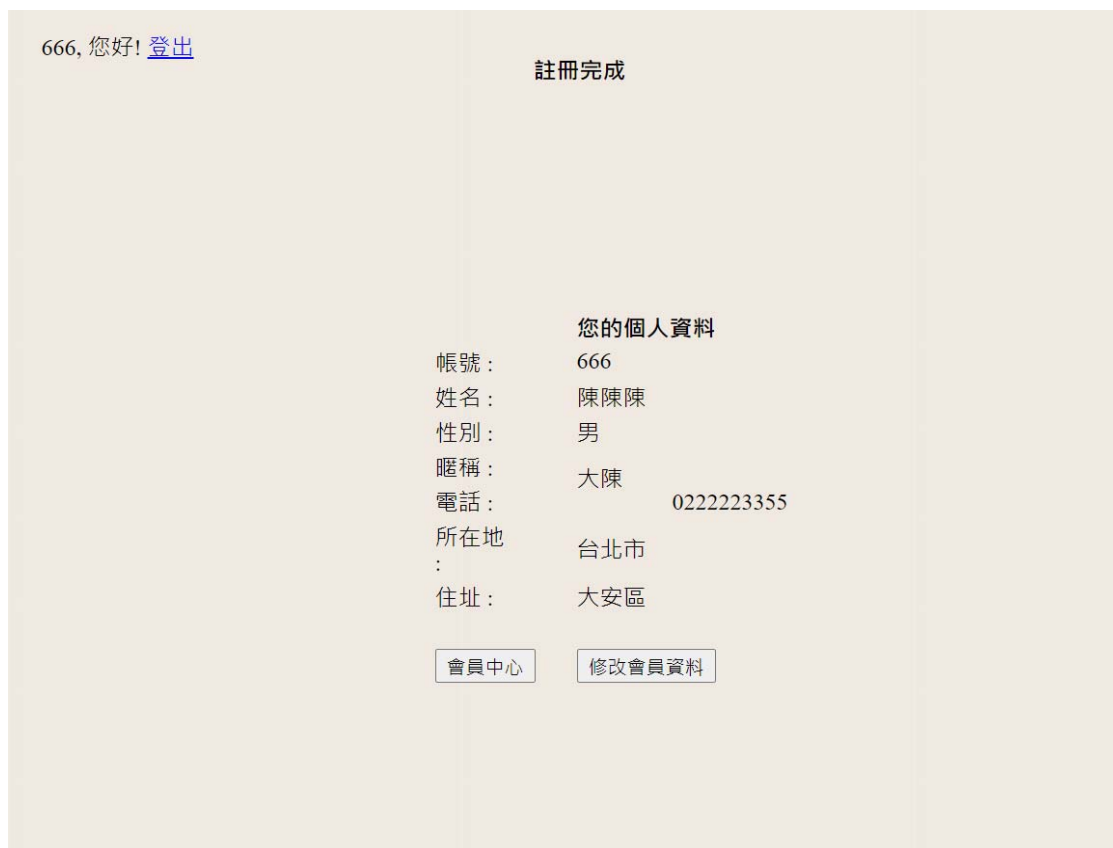 666, 您好! 登出
註冊完成
您的個人資料
帳號 : 666
姓名 : 陳陳陳
性別 : 男
暱稱 : 大陳
電話 : 0222223355
所在地
: 台北市
住址 : 大安區
會員中心 修改會員資料